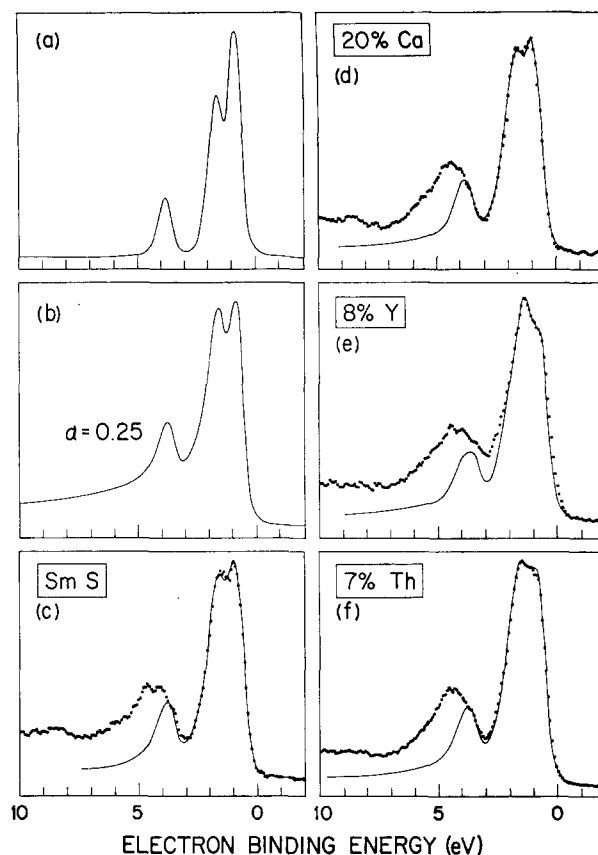 (a)
(b)
α = 0.25
Sm S
(c)
10 5 0
20% Ca
(d)
8% Y
(e)
7% Th
(f)
10 5 0
ELECTRON BINDING ENERGY (eV)